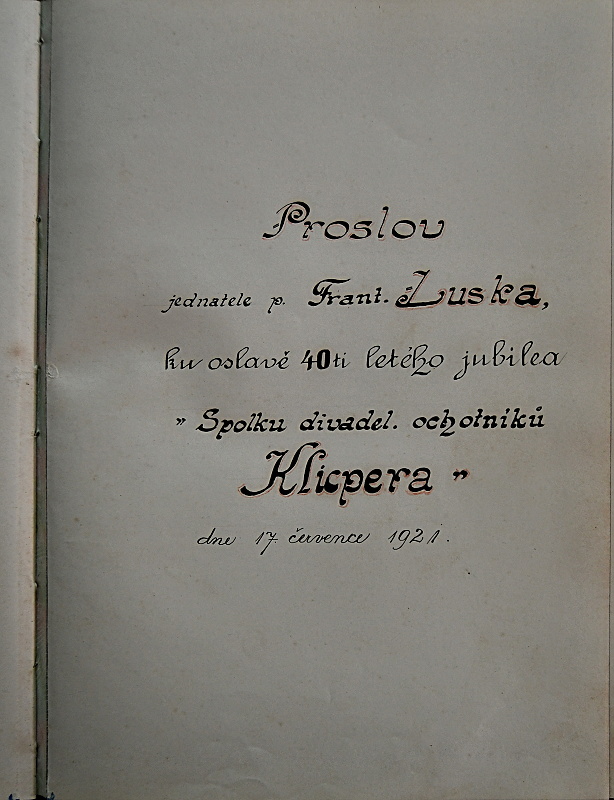 Proslov
jednatele p. Frant. Zuska,
ku oslavě 40ti letého jubilea
" Spolku divadel. ochotníků
Klicpera "
dne 17 července 1921.